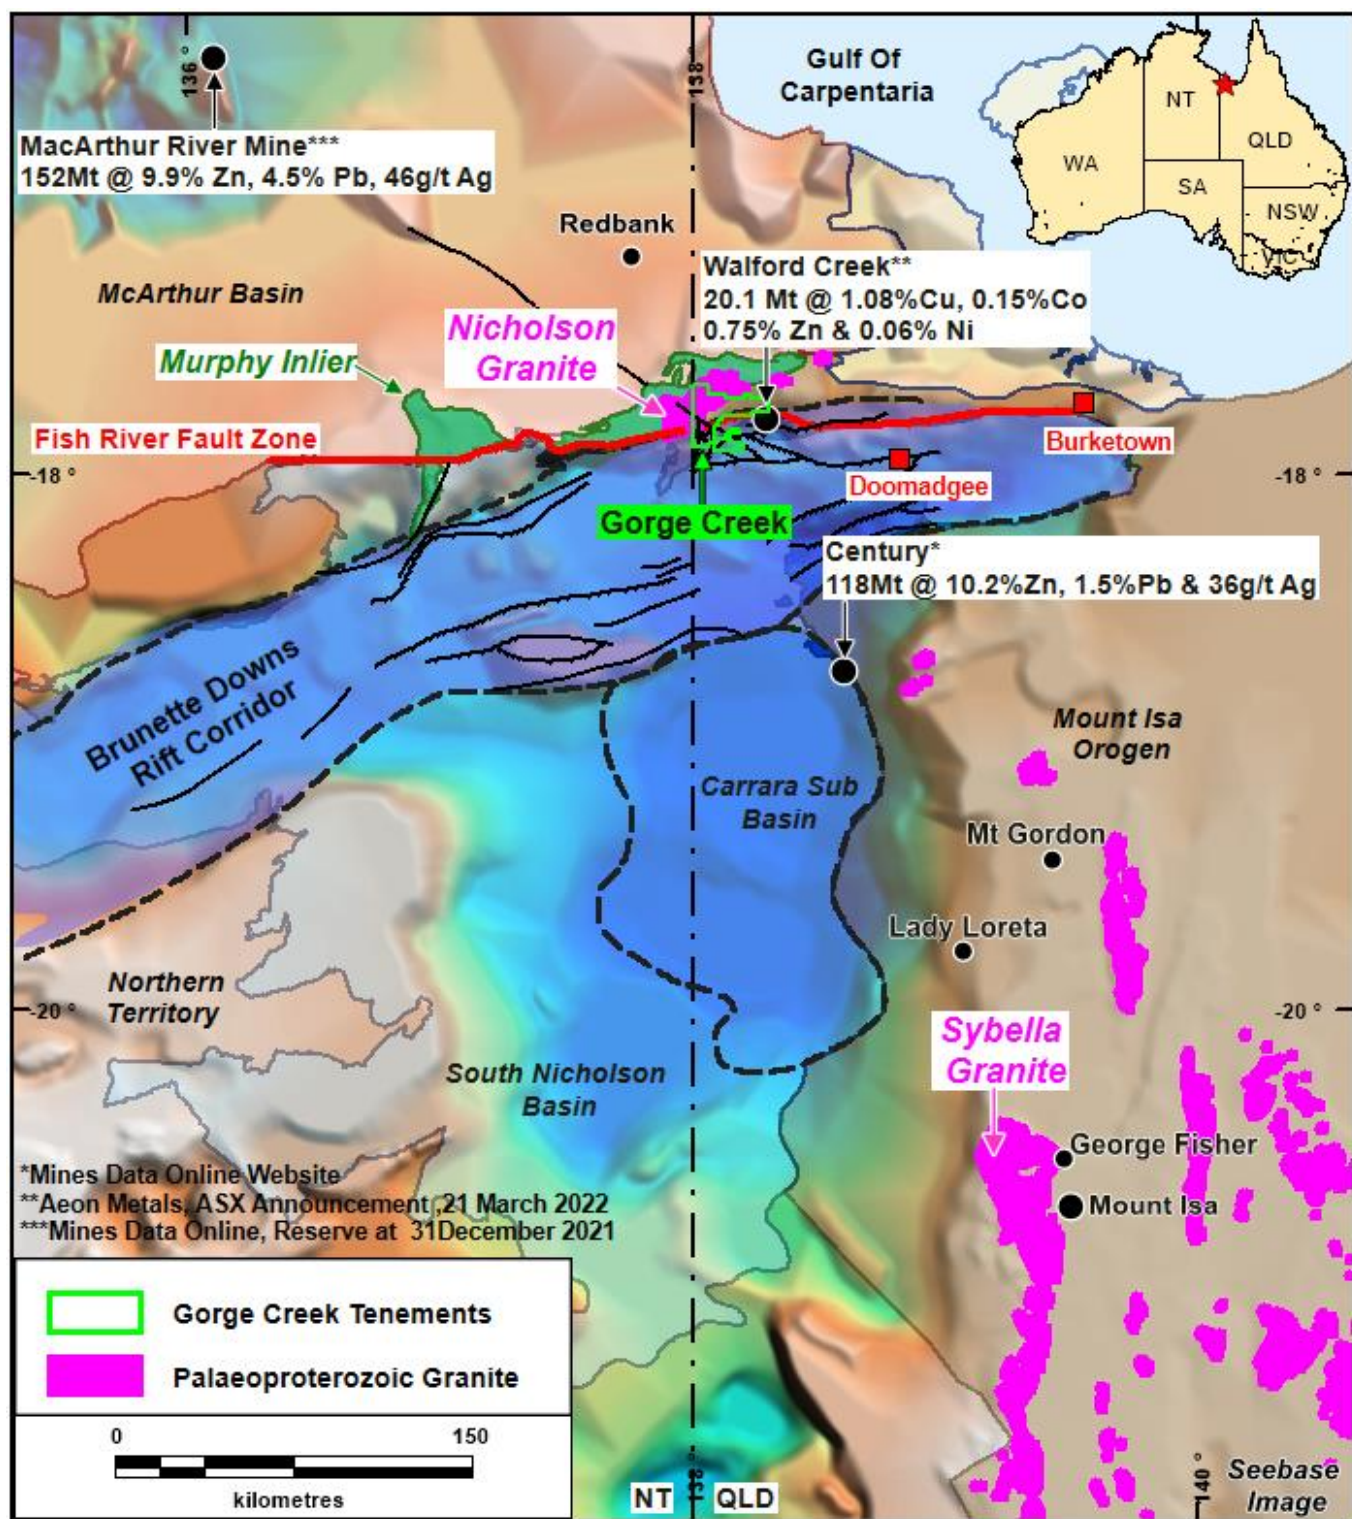 136 °
138 °
Gulf Of
Carpentaria
NT
QLD
WA
SA
NSW
VIC
MacArthur River Mine***
152Mt @ 9.9% Zn, 4.5% Pb, 46g/t Ag
Redbank
McArthur Basin
Walford Creek**
20.1 Mt @ 1.08%Cu, 0.15%Co
0.75% Zn & 0.06% Ni
Nicholson
Granite
Murphy Inlier
Fish River Fault Zone
Burketown
-18 °
-18 °
Doomadgee
Gorge Creek
Century*
118Mt @ 10.2%Zn, 1.5%Pb & 36g/t Ag
Brunette Downs
Rift Corridor
Mount Isa
Orogen
Carrara Sub
Basin
Mt Gordon
Lady Loreta
Northern
Territory
-20 °
-20 °
Sybella
Granite
South Nicholson
Basin
George Fisher
Mount Isa
*Mines Data Online Website
**Aeon Metals, ASX Announcement ,21 March 2022
***Mines Data Online, Reserve at 31December 2021
Gorge Creek Tenements
Palaeoproterozoic Granite
0 150
kilometres
NT
QLD
138 °
140 °
Seebase
Image